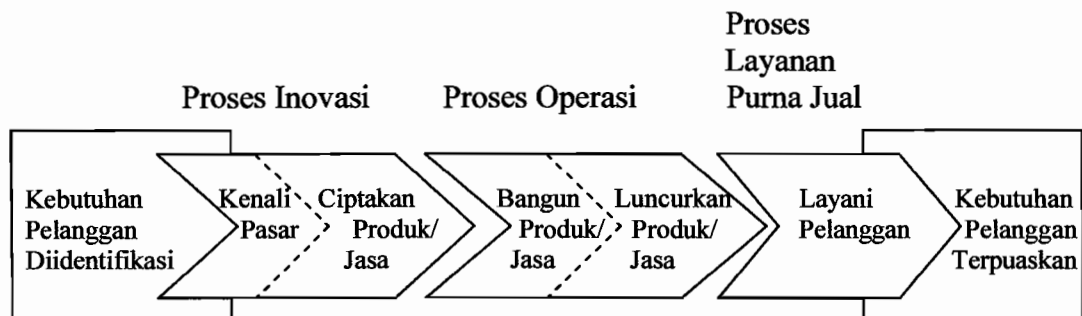 Proses
Layanan
Purna Jual
Proses Inovasi
Proses Operasi
Kebutuhan
Pelanggan
Diidentifikasi
Kenali
Pasar
Ciptakan
Produk/
Jasa
Bangun
Produk/
Jasa
Luncurkan
Produk/
Jasa
Layani
Pelanggan
Kebutuhan
Pelanggan
Terpuaskan